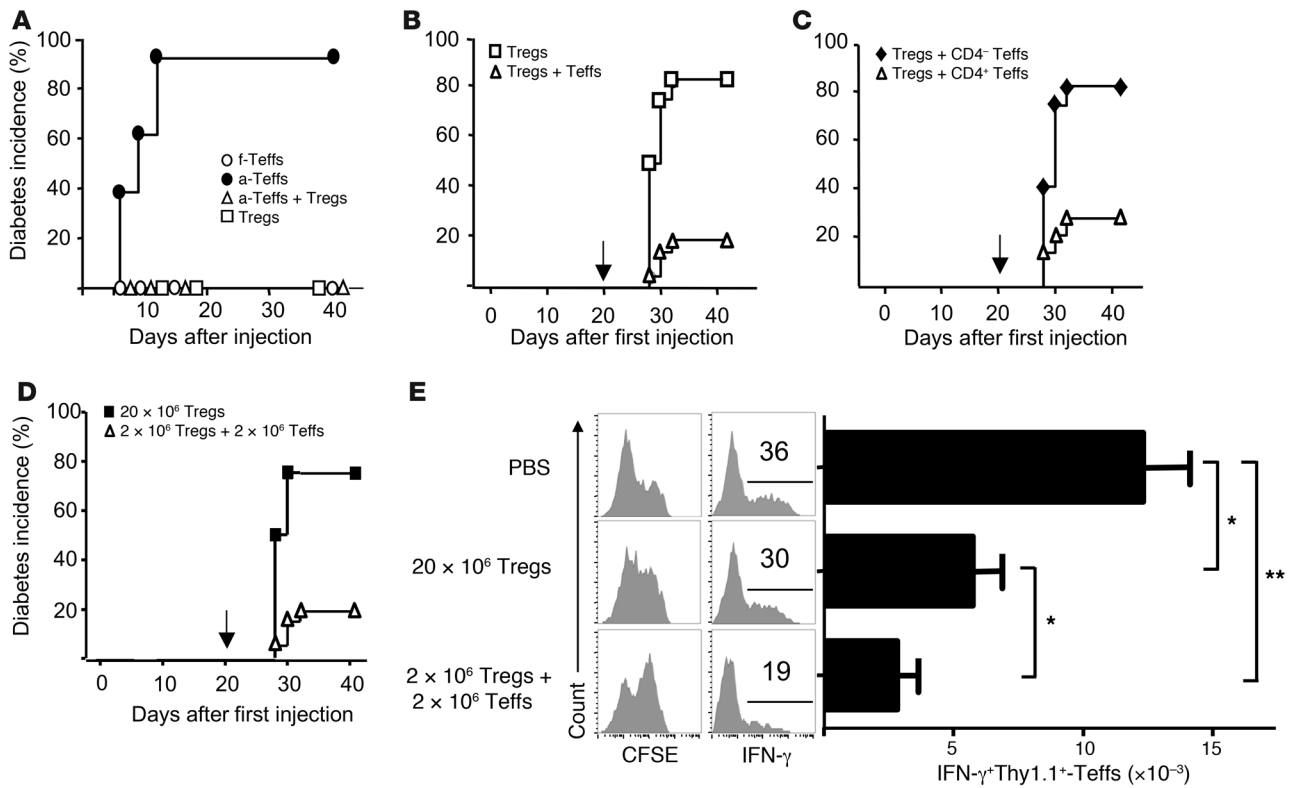 A
Diabetes incidence (%)
100
80
60
40
20
f-Teffs
a-Teffs
a-Teffs + Tregs
Tregs
10
20
30
40
Days after injection
B
100
80
60
40
20
Tregs
Tregs + Teffs
0
10
20
30
40
Days after first injection
C
100
80
60
40
20
Tregs + CD4⁻ Teffs
Tregs + CD4⁺ Teffs
0
10
20
30
40
Days after first injection
D
Diabetes incidence (%)
100
80
60
40
20
20 × 10⁶ Tregs
2 × 10⁶ Tregs + 2 × 10⁶ Teffs
0
10
20
30
40
Days after first injection
E
PBS
20 × 10⁶ Tregs
2 × 10⁶ Tregs +
2 × 10⁶ Teffs
Count
36
30
19
CFSE
IFN-γ
*
*
**
5
10
15
IFN-γ⁺Thy1.1⁺-Teffs (×10⁻³)